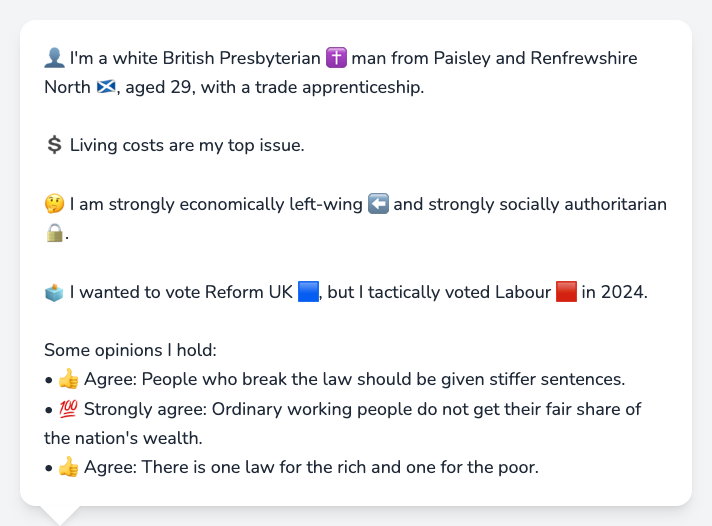 👤 I'm a white British Presbyterian ✝️ man from Paisley and Renfrewshire
North 🏴󠁧󠁢󠁳󠁣󠁴󠁿, aged 29, with a trade apprenticeship.
💲 Living costs are my top issue.
🤔 I am strongly economically left-wing ⬅️ and strongly socially authoritarian
🔒.
🗳️ I wanted to vote Reform UK 🟦, but I tactically voted Labour 🟥 in 2024.
Some opinions I hold:
• 👍 Agree: People who break the law should be given stiffer sentences.
• 💯 Strongly agree: Ordinary working people do not get their fair share of
the nation's wealth.
• 👍 Agree: There is one law for the rich and one for the poor.